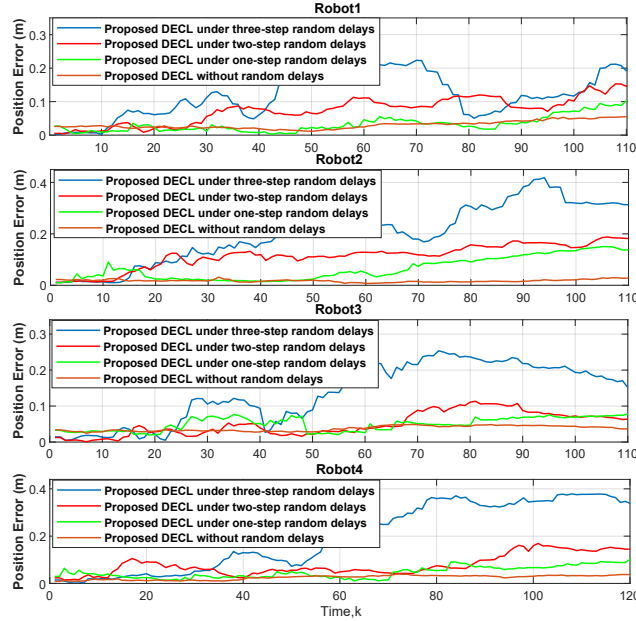 Robot1
Position Error (m)
0.2
0.1
0
Proposed DECL under three-step random delays
Proposed DECL under two-step random delays
Proposed DECL under one-step random delays
Proposed DECL without random delays
10 20 30 40 50 60 70 80 90 100 110
Robot2
Position Error (m)
0.4
0.2
0
Proposed DECL under three-step random delays
Proposed DECL under two-step random delays
Proposed DECL under one-step random delays
Proposed DECL without random delays
0 10 20 30 40 50 60 70 80 90 100 110
Robot3
Position Error (m)
0.3
0.2
0.1
0
Proposed DECL under three-step random delays
Proposed DECL under two-step random delays
Proposed DECL under one-step random delays
Proposed DECL without random delays
0 10 20 30 40 50 60 70 80 90 100 110
Robot4
Position Error (m)
0.4
0.2
0
Proposed DECL under three-step random delays
Proposed DECL under two-step random delays
Proposed DECL under one-step random delays
Proposed DECL without random delays
0 20 40 60 80 100 120
Time,k